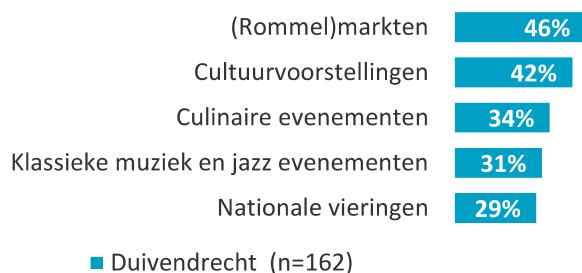 (Rommel)markten 46%
Cultuurvoorstellingen 42%
Culinaire evenementen 34%
Klassieke muziek en jazz evenementen 31%
Nationale vieringen 29%
Duivendrecht (n=162)